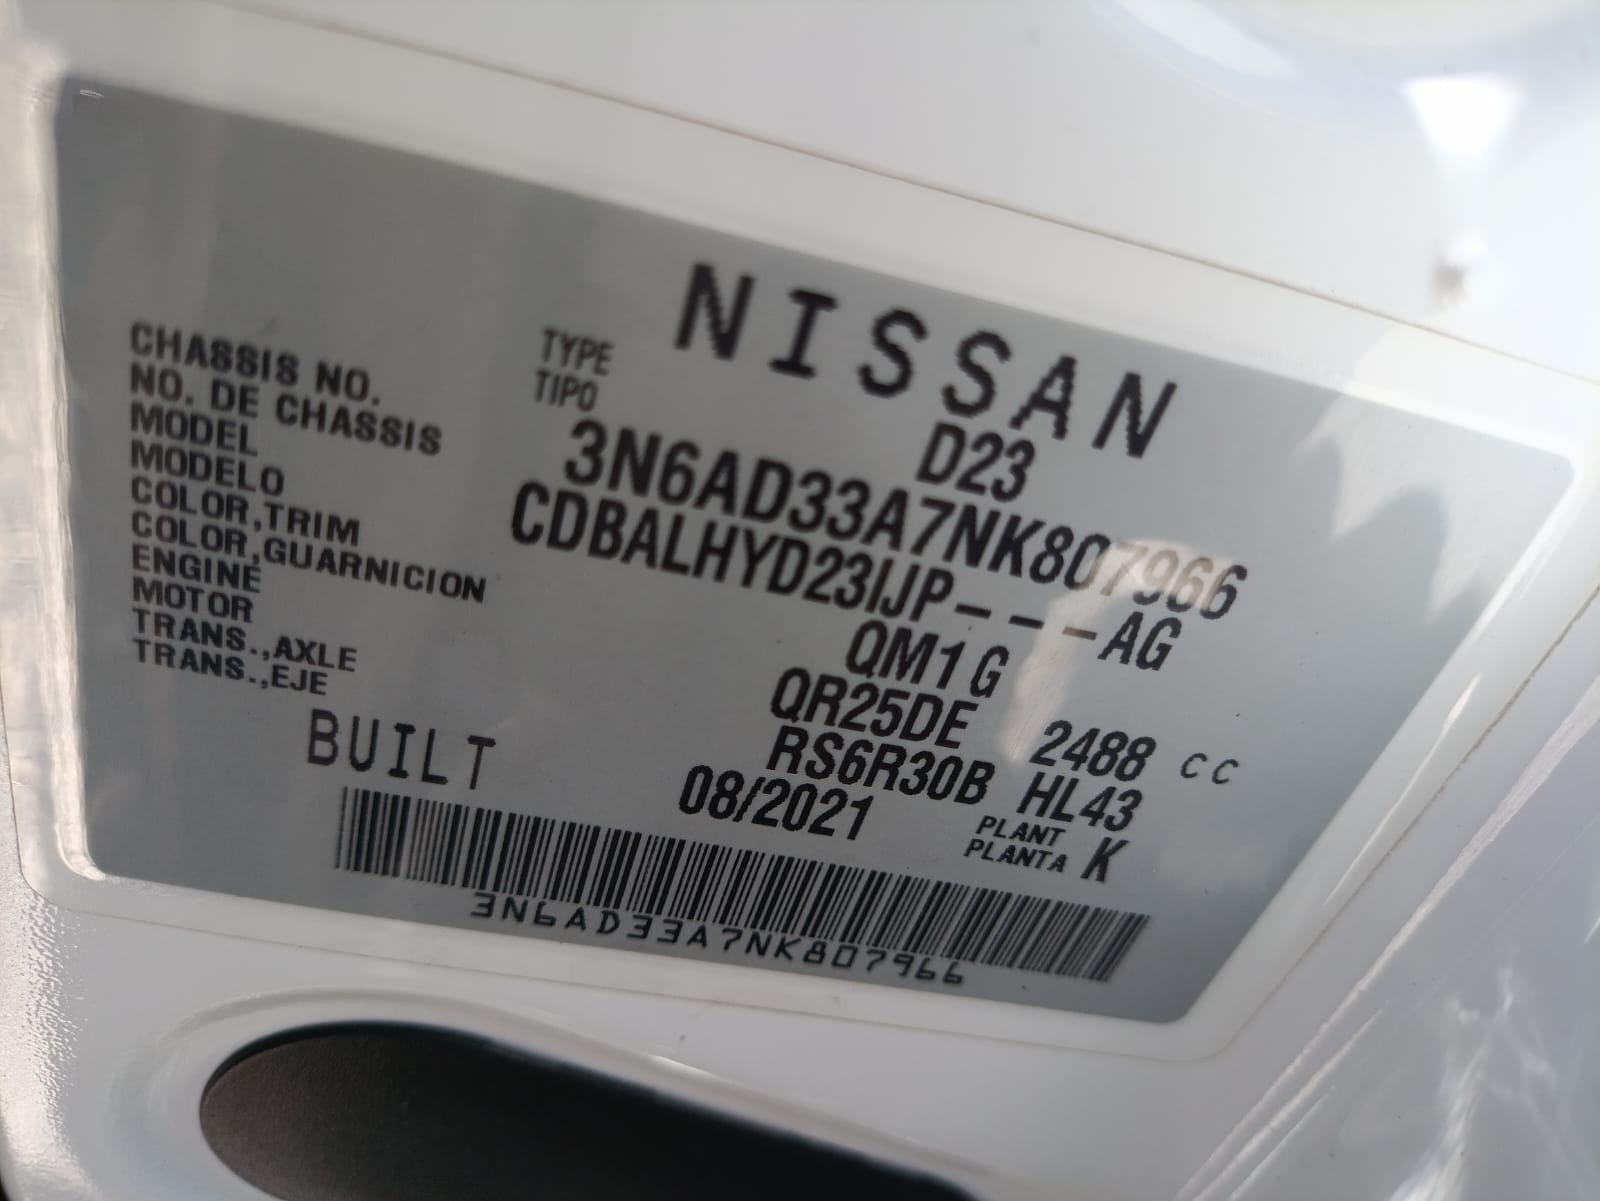 NISSAN
TYPE
TIPO D23
CHASSIS NO.
NO. DE CHASSIS 3N6AD33A7NK807966
MODEL
MODELO CDBALHYD23IJP---AG
COLOR,TRIM
COLOR,GUARNICION QM1 G
ENGINE
MOTOR QR25DE 2488 cc
TRANS.,AXLE
TRANS.,EJE RS6R30B HL43
BUILT 08/2021 PLANT
PLANTA K
3N6AD33A7NK807966